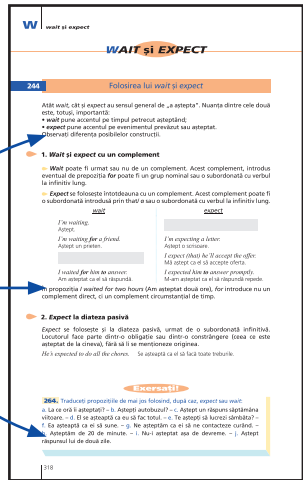 W wait și expect
WAIT și EXPECT
244 Folosirea lui wait și expect
Atât wait, cât și expect au sensul general de „a aștepta”. Nuanța dintre cele două
este, totuși, importantă:
• wait pune accentul pe timpul petrecut așteptând;
• expect pune accentul pe evenimentul prevăzut sau așteptat.
Observați deci posibilelor construcții.
1. Wait și expect cu un complement
Wait poate fi urmat sau nu de un complement. Acest complement, introdus
eventual de prepoziția for poate fi un grup nominal sau o subordonată cu verbul
la infinitiv lung.
Expect se folosește întotdeauna cu un complement. Acest complement poate fi
o subordonată introdusă prin that/ ø sau o subordonată cu verbul la infinitiv lung.
wait expect
I'm waiting.
Aștept.
I'm waiting for a friend. I'm expecting a letter.
Aștept un prieten. Aștept o scrisoare.
I expect (that) he'll accept the offer.
Mă aștept ca el să accepte oferta.
I waited for him to answer. I expected him to answer promptly.
Am așteptat ca el să răspundă. M-am așteptat ca el să răspundă repede.
În propoziția I waited for two hours (Am așteptat două ore), for introduce nu un
complement direct, ci un complement circumstanțial de timp.
2. Expect la diateza pasivă
Expect se folosește și la diateza pasivă, urmat de o subordonată infinitivă.
Locutorul face parte dintr-o obligație sau dintr-o constrângere (ceea ce este
așteptat de la cineva), fără să îi se menționeze originea.
He's expected to do all the chores. Se așteaptă ca el să facă toate treburile.
Exersați!
264. Traduceți propozițiile de mai jos folosind, după caz, expect sau wait:
a. La ce oră îi așteptați? – b. Aștepți autobuzul? – c. Aștept un răspuns săptămâna
viitoare. – d. El se așteaptă ca eu să fac totul. – e. Te aștepți să lucrezi sâmbăta? –
f. Ea așteaptă ca ei să sune. – g. Ne așteptăm ca ei să ne contacteze curând. –
h. Așteptăm de 20 de minute. – i. Nu-l aștept așa de devreme. – j. Aștept
răspunsul lui de două zile.
318